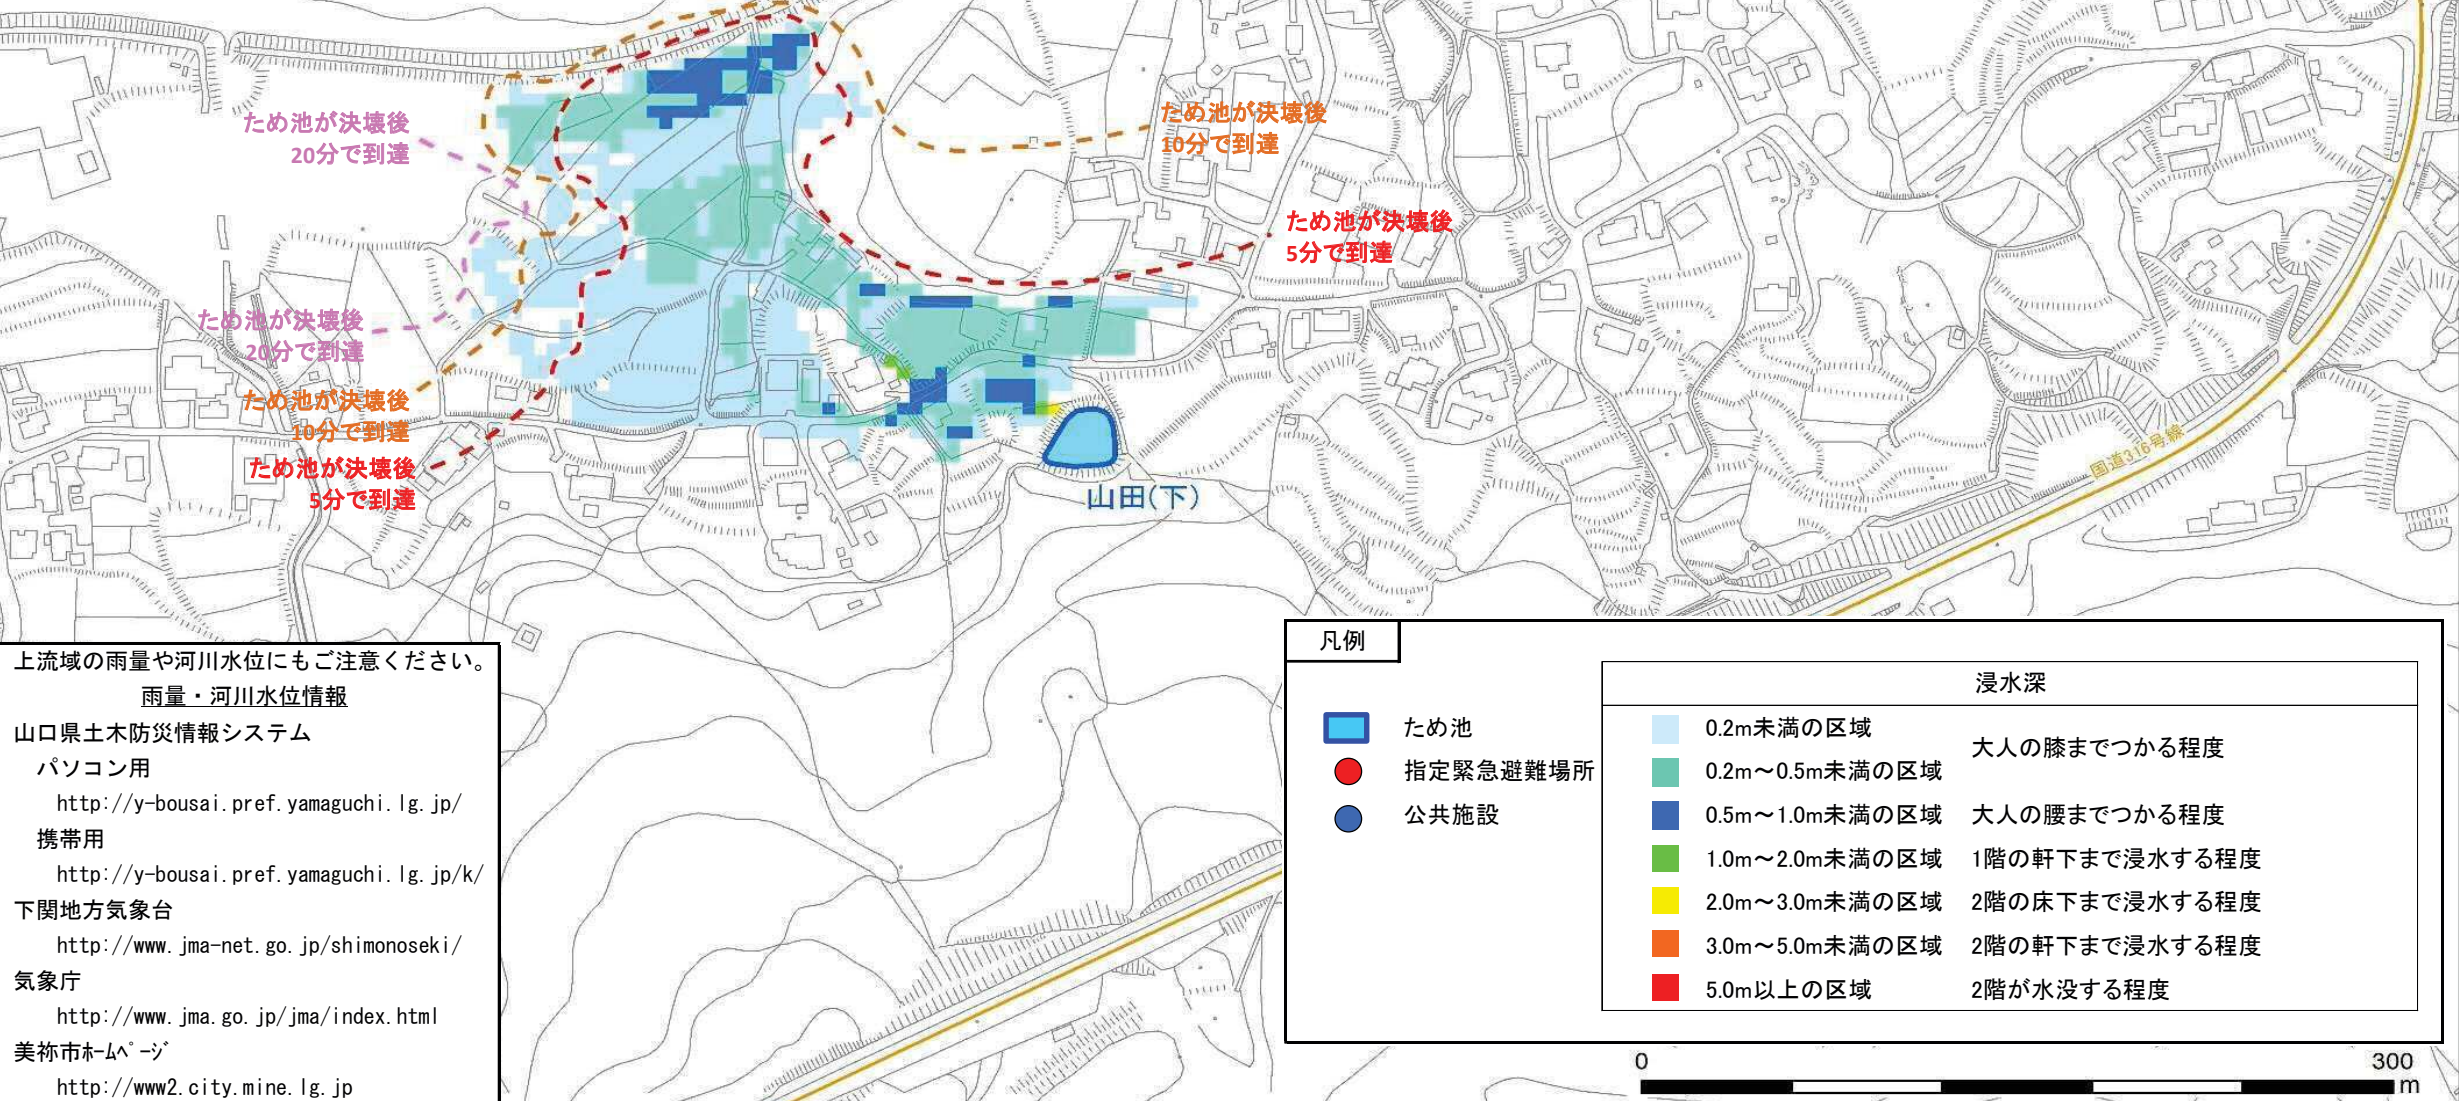 ため池が決壊後
20分で到達
ため池が決壊後
10分で到達
ため池が決壊後
5分で到達
ため池が決壊後
20分で到達
ため池が決壊後
10分で到達
ため池が決壊後
5分で到達
山田(下)
国道316号線
上流域の雨量や河川水位にもご注意ください。
雨量・河川水位情報
山口県土木防災情報システム
パソコン用
http://y-bousai.pref.yamaguchi.lg.jp/
携帯用
http://y-bousai.pref.yamaguchi.lg.jp/k/
下関地方気象台
http://www.jma-net.go.jp/shimonoseki/
気象庁
http://www.jma.go.jp/jma/index.html
美祢市ﾎｰﾑﾍﾟｰｼﾞ
http://www2.city.mine.lg.jp
凡例
ため池
指定緊急避難場所
公共施設
浸水深
0.2m未満の区域
0.2m～0.5m未満の区域
大人の膝までつかる程度
0.5m～1.0m未満の区域 大人の腰までつかる程度
1.0m～2.0m未満の区域 1階の軒下まで浸水する程度
2.0m～3.0m未満の区域 2階の床下まで浸水する程度
3.0m～5.0m未満の区域 2階の軒下まで浸水する程度
5.0m以上の区域 2階が水没する程度
0 300
m